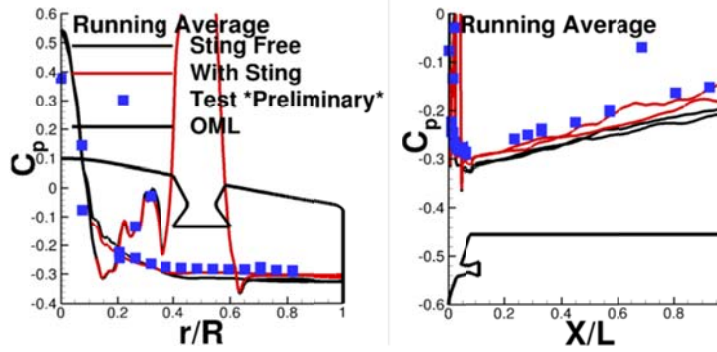 Running Average
Sting Free
With Sting
Test *Preliminary*
OML
0.6
0.5
0.4
0.3
0.2
0.1
0
-0.1
-0.2
-0.3
-0.4
Cp
0
0.2
0.4
0.6
0.8
1
r/R
Running Average
0
-0.1
-0.2
-0.3
-0.4
-0.5
-0.6
Cp
0
0.2
0.4
0.6
0.8
X/L